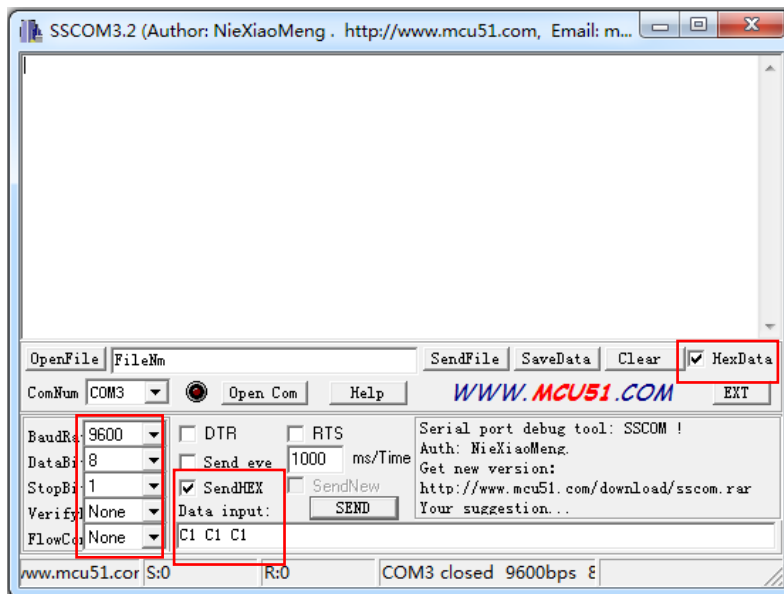 SSCOM3.2 (Author: NieXiaoMeng .  http://www.mcu51.com,  Email: m...
OpenFile FileNm SendFile SaveData Clear HexData
ComNum COM3 Open Com Help WWW.MCU51.COM EXT
BaudRa 9600 DTR RTS
DataBi 8 Send eve 1000 ms/Time
StopBi 1 SendHEX SendNew
Verify None Data input: SEND
FlowCo None C1 C1 C1
Serial port debug tool: SSCOM !
Auth: NieXiaoMeng.
Get new version:
http://www.mcu51.com/download/sscom.rar
Your suggestion...
www.mcu51.cor S:0 R:0 COM3 closed 9600bps 8